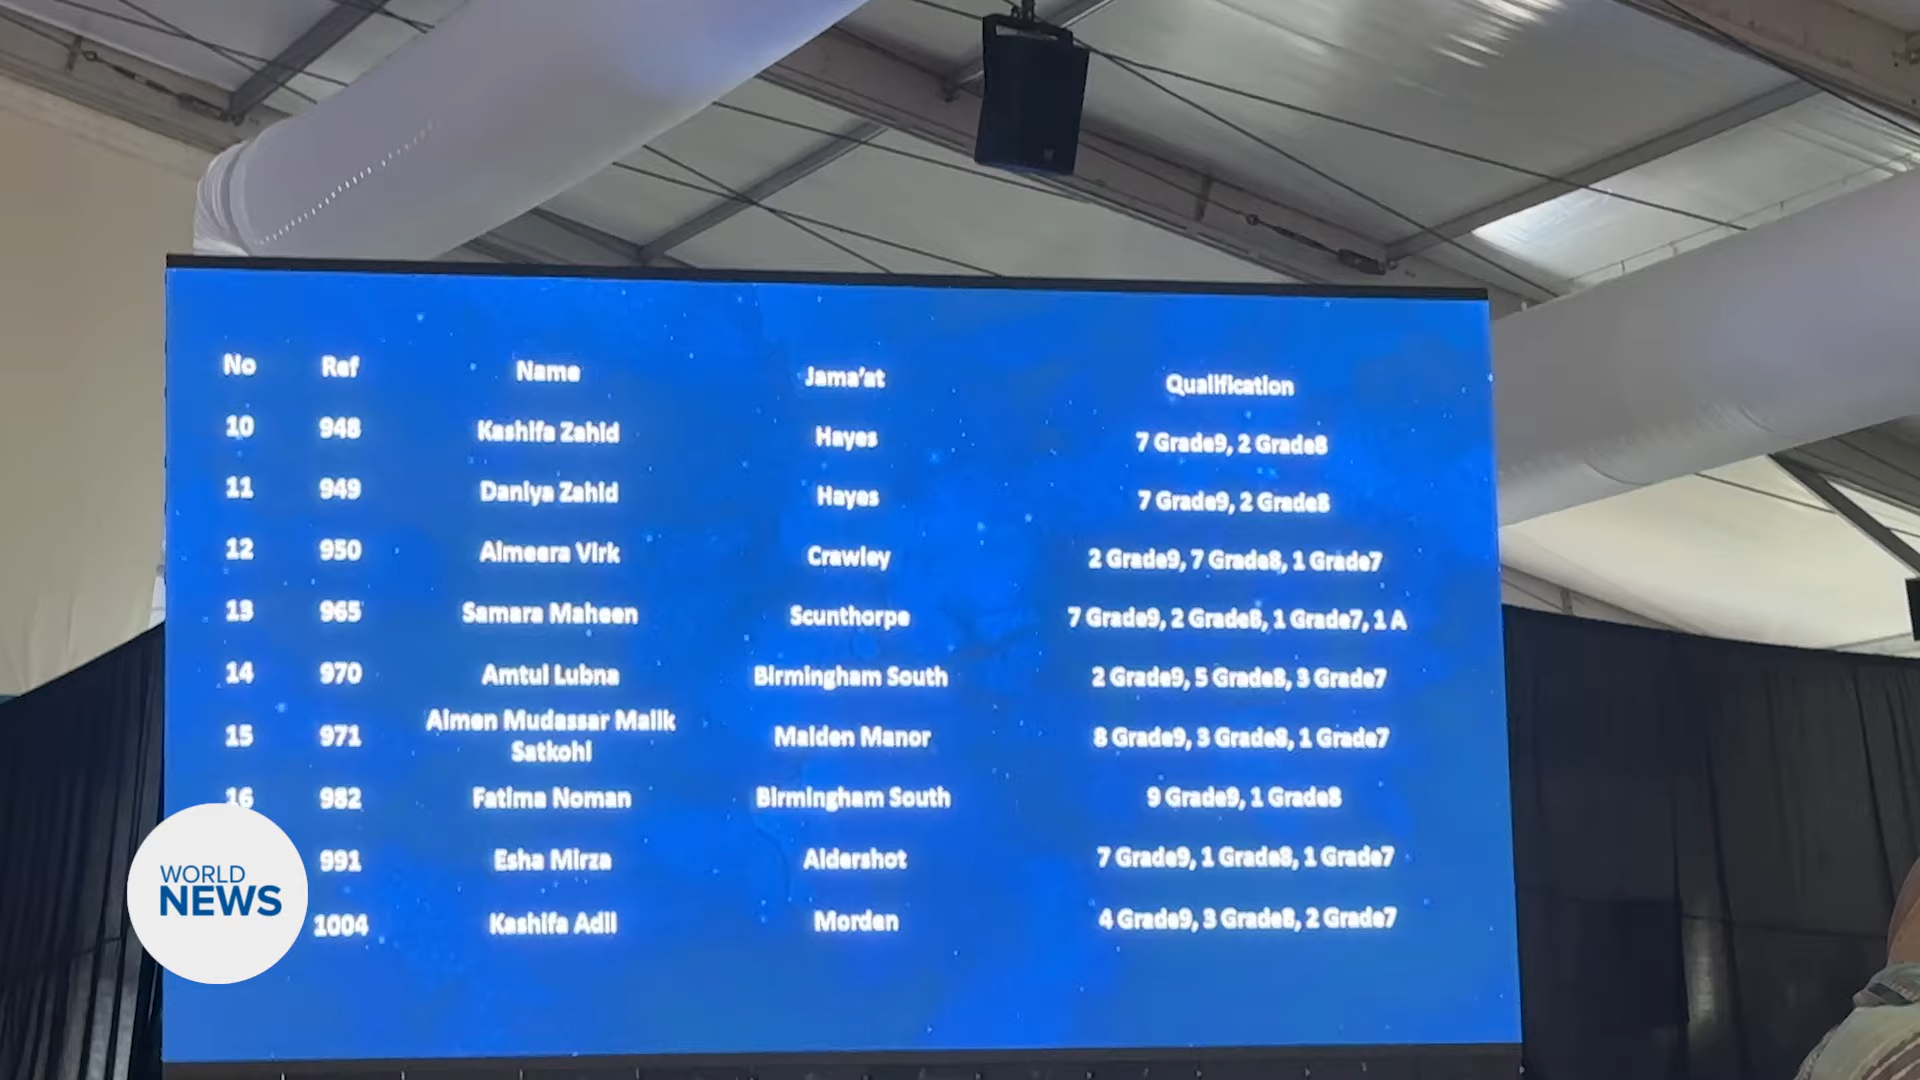 No Ref Name Jama'at Qualification
10 948 Kashifa Zahid Hayes 7 Grade9, 2 Grade8
11 949 Daniya Zahid Hayes 7 Grade9, 2 Grade8
12 950 Almeera Virk Crawley 2 Grade9, 7 Grade8, 1 Grade7
13 965 Samara Maheen Scunthorpe 7 Grade9, 2 Grade8, 1 Grade7, 1 A
14 970 Amtul Lubna Birmingham South 2 Grade9, 5 Grade8, 3 Grade7
15 971 Aimen Mudassar Malik Satkohi Malden Manor 8 Grade9, 3 Grade8, 1 Grade7
16 982 Fatima Noman Birmingham South 9 Grade9, 1 Grade8
991 Esha Mirza Aldershot 7 Grade9, 1 Grade8, 1 Grade7
1004 Kashifa Adil Morden 4 Grade9, 3 Grade8, 2 Grade7
WORLD
NEWS